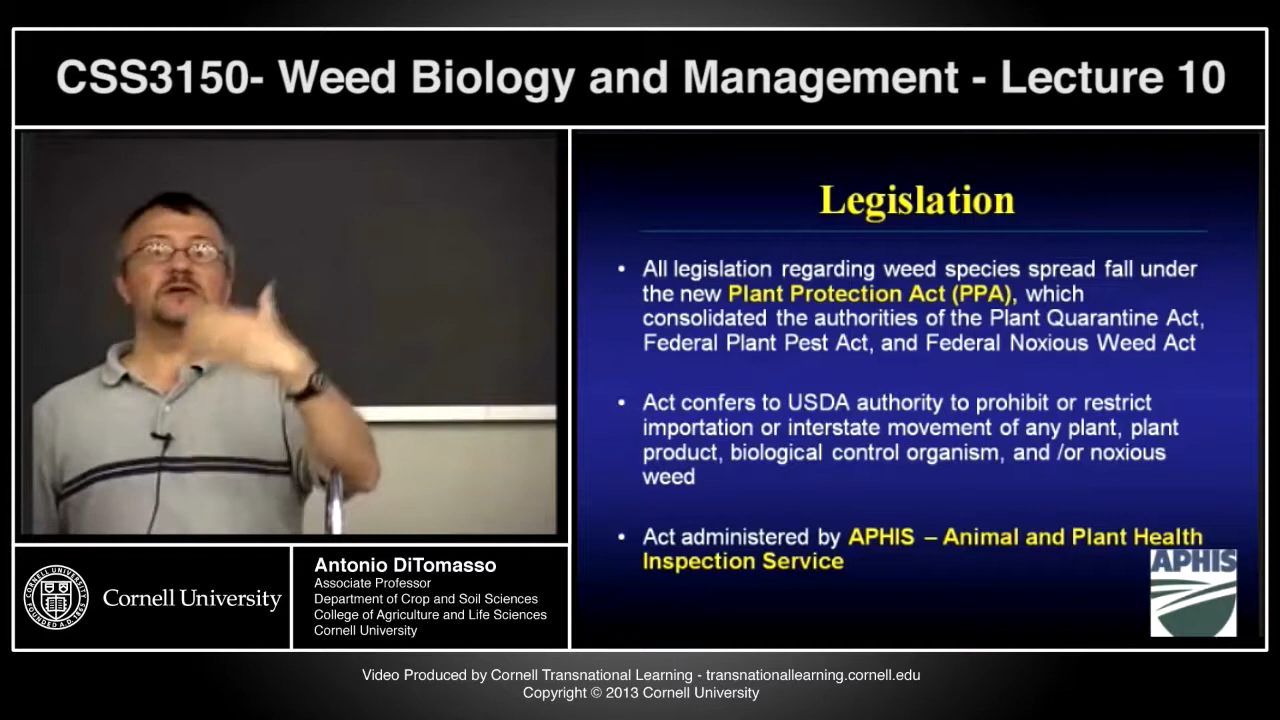 CSS3150- Weed Biology and Management - Lecture 10
Legislation
• All legislation regarding weed species spread fall under
the new Plant Protection Act (PPA), which
consolidated the authorities of the Plant Quarantine Act,
Federal Plant Pest Act, and Federal Noxious Weed Act
• Act confers to USDA authority to prohibit or restrict
importation or interstate movement of any plant, plant
product, biological control organism, and /or noxious
weed
• Act administered by APHIS – Animal and Plant Health
Inspection Service
APHIS
Cornell University
Antonio DiTomasso
Associate Professor
Department of Crop and Soil Sciences
College of Agriculture and Life Sciences
Cornell University
Video Produced by Cornell Transnational Learning - transnationallearning.cornell.edu
Copyright © 2013 Cornell University